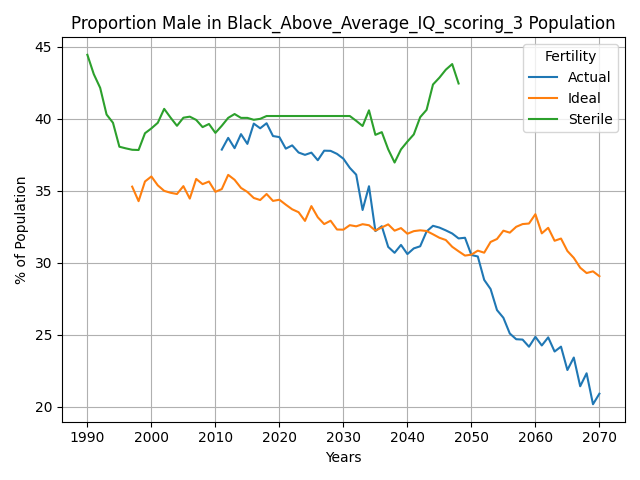 Proportion Male in Black_Above_Average_IQ_scoring_3 Population
Fertility
Actual
Ideal
Sterile
% of Population
45
40
35
30
25
20
1990 2000 2010 2020 2030 2040 2050 2060 2070
Years